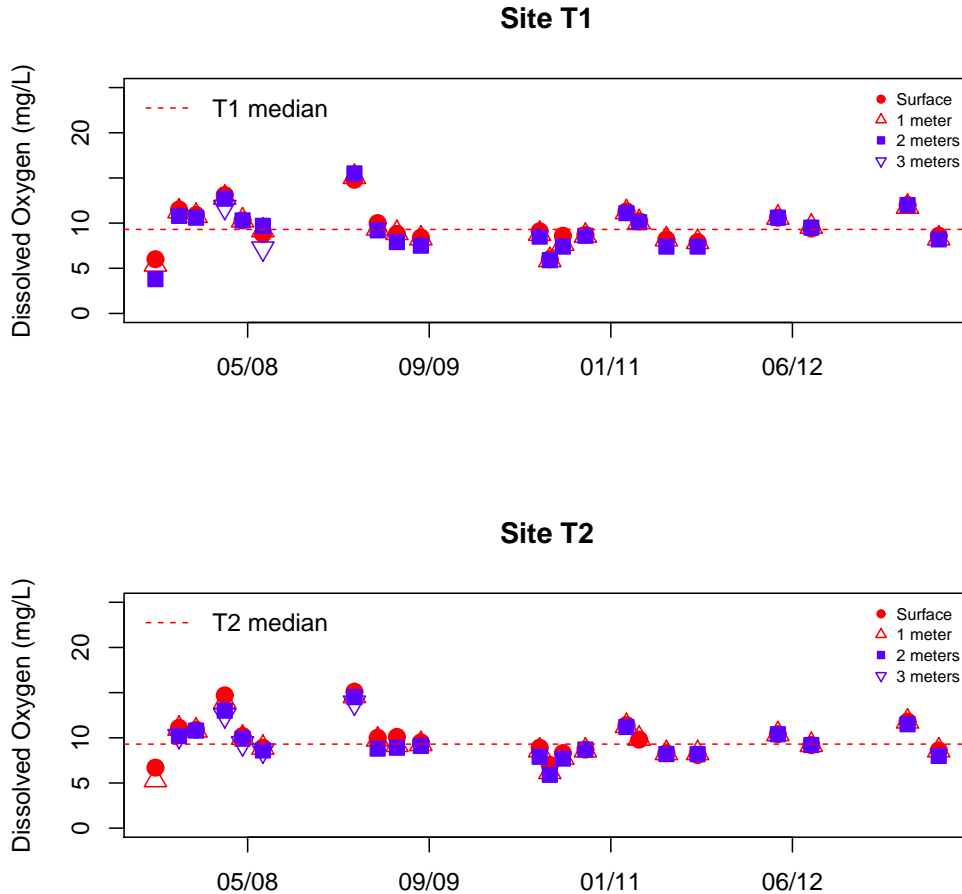 Site T1
Dissolved Oxygen (mg/L)
0 5 10 20
T1 median
Surface
1 meter
2 meters
3 meters
05/08 09/09 01/11 06/12
Site T2
Dissolved Oxygen (mg/L)
0 5 10 20
T2 median
Surface
1 meter
2 meters
3 meters
05/08 09/09 01/11 06/12